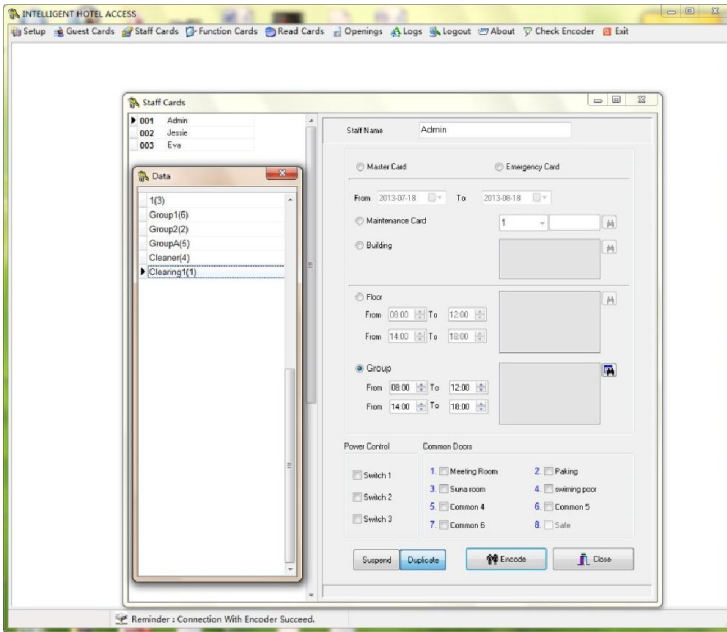 INTELLIGENT HOTEL ACCESS
Setup Guest Cards Staff Cards Function Cards Read Cards Openings Logs Logout About Check Encoder Exit
Staff Cards
001 Admin
002 Jessie
003 Eva
Staff Name Admin
Data
1(3)
Group1(6)
Group2(2)
GroupA(5)
Cleaner(4)
Clearing1(1)
Master Card Emergency Card
From 2013-07-18 To 2013-08-18
Maintenance Card 1
Building
Floor
From 08:00 To 12:00
From 14:00 To 18:00
Group
From 08:00 To 12:00
From 14:00 To 18:00
Power Control Common Doors
Switch 1
Switch 2
Switch 3
1. Meeting Room 2. Paking
3. Suna room 4. swiming poor
5. Common 4 6. Common 5
7. Common 6 8. Safe
Suspend Duplicate Encode Close
Reminder : Connection With Encoder Succeed.